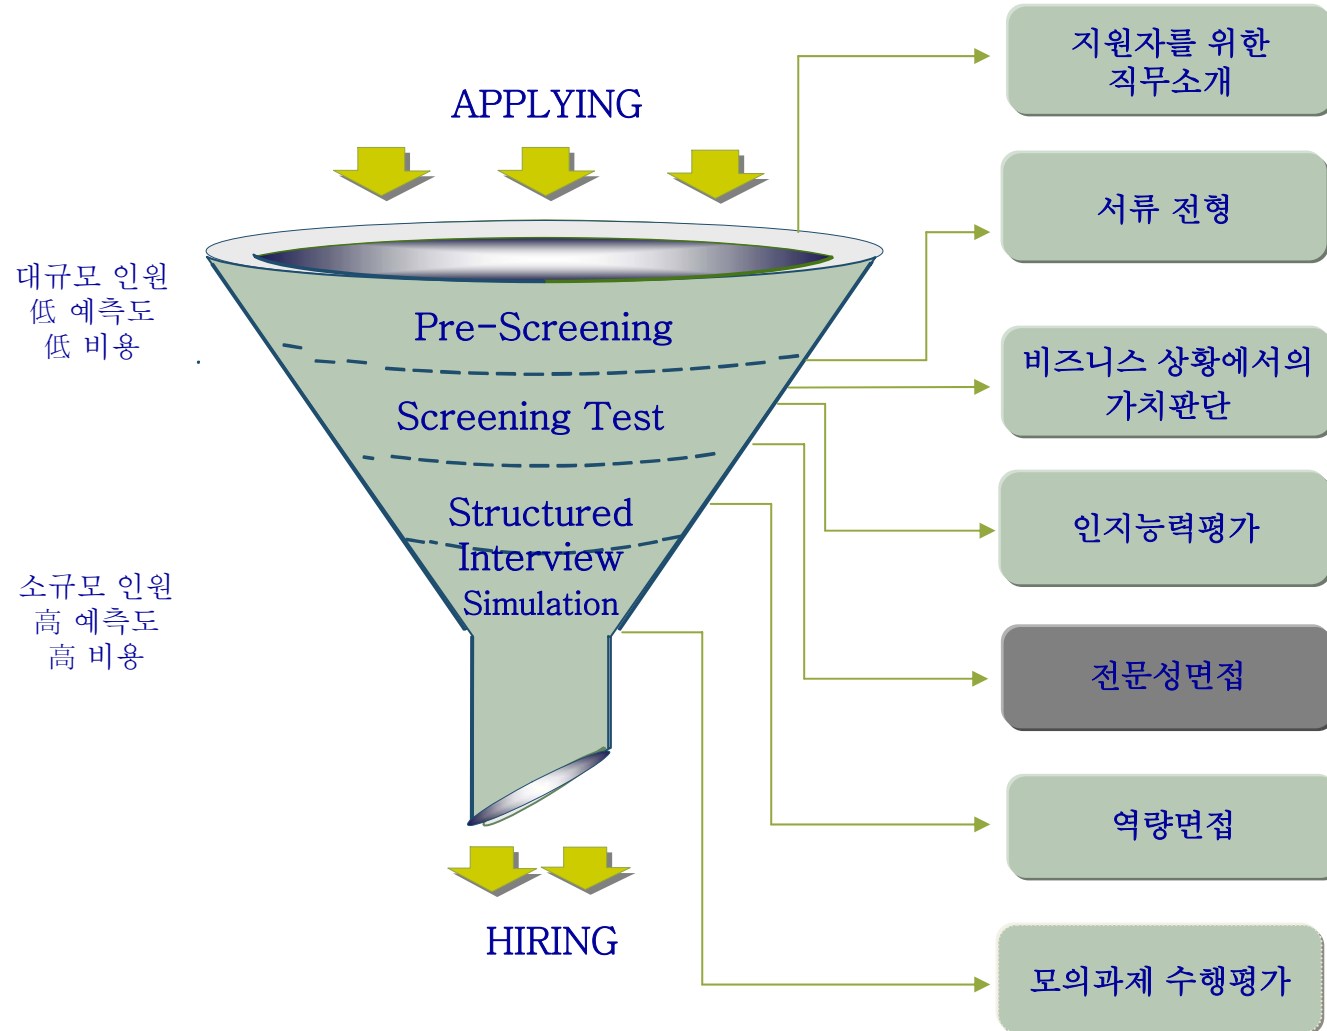 APPLYING
대규모 인원
低 예측도
低 비용
Pre-Screening
Screening Test
Structured
Interview
Simulation
소규모 인원
高 예측도
高 비용
HIRING
지원자를 위한
직무소개
서류 전형
비즈니스 상황에서의
가치판단
인지능력평가
전문성면접
역량면접
모의과제 수행평가